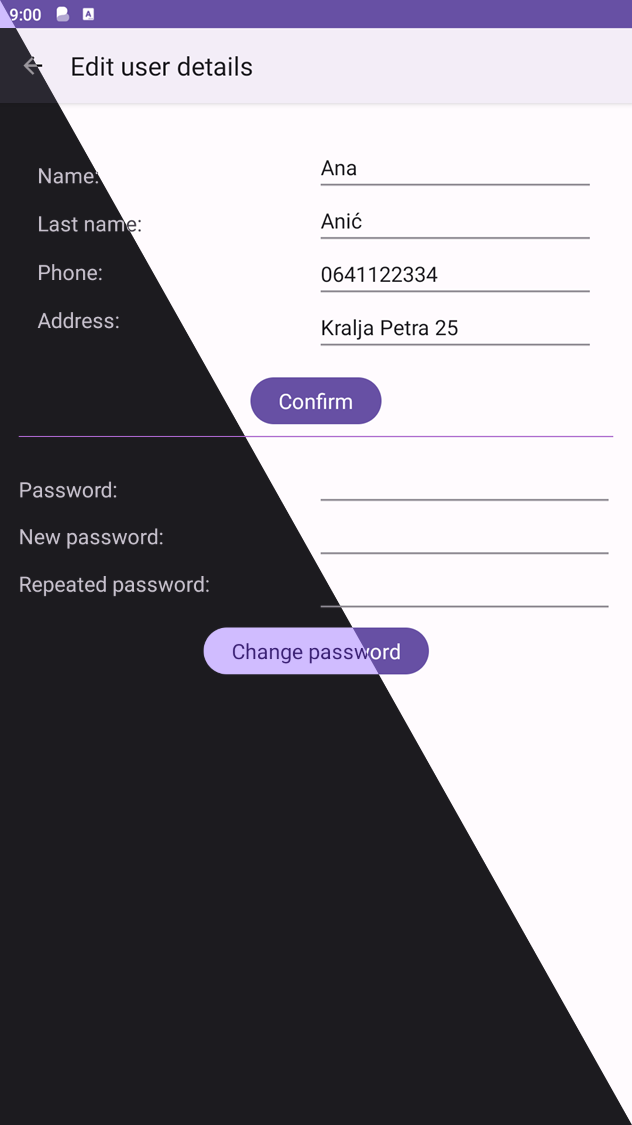 9:00 A
Edit user details
Name: Ana
Last name: Anić
Phone: 0641122334
Address: Kralja Petra 25
Confirm
Password:
New password:
Repeated password:
Change password